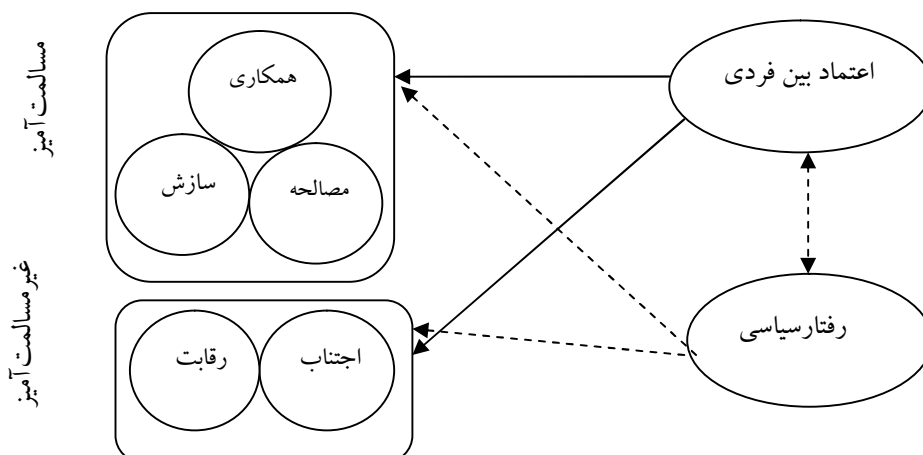 اعتماد بین فردی
رفتارسیاسی
مسالمت‌آمیز
همکاری
سازش
مصالحه
غیرمسالمت‌آمیز
اجتناب
رقابت